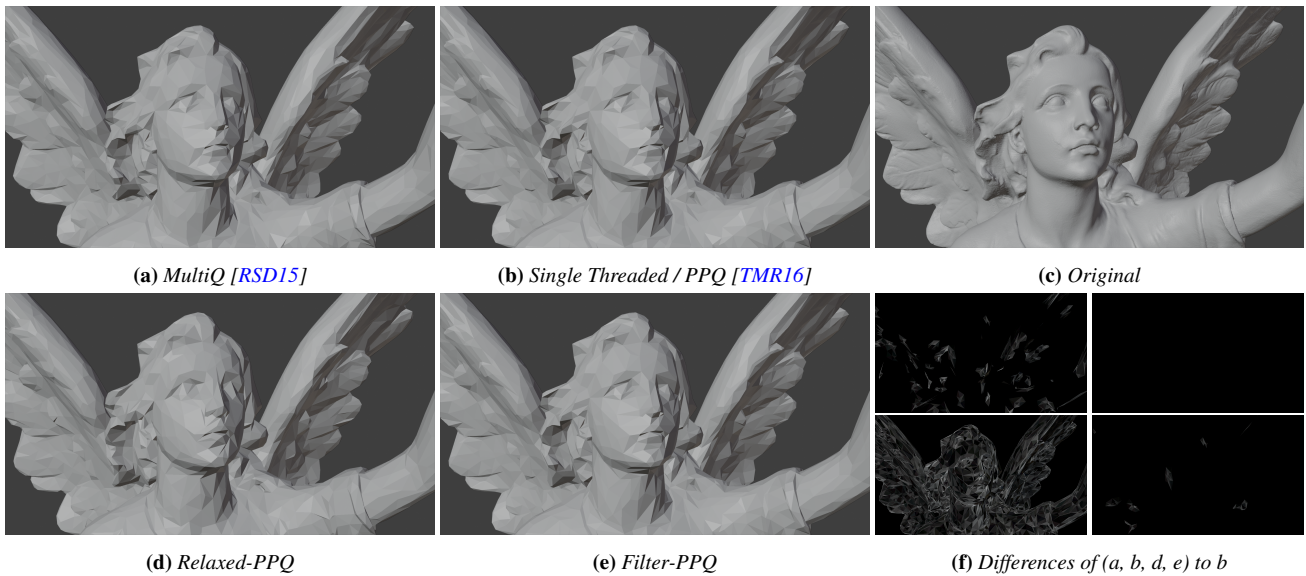 (a) MultiQ [RSD15]
(b) Single Threaded / PPQ [TMR16]
(c) Original
(d) Relaxed-PPQ
(e) Filter-PPQ
(f) Differences of (a, b, d, e) to b